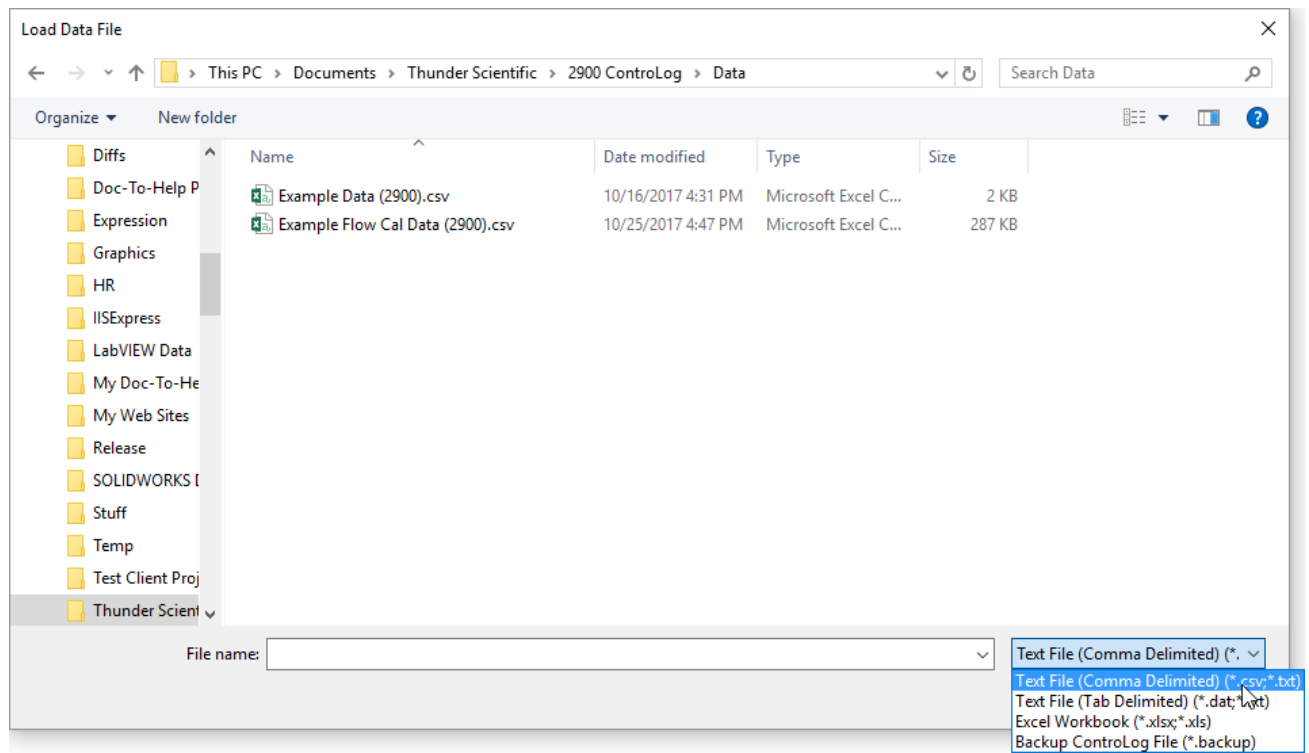 Load Data File
This PC > Documents > Thunder Scientific > 2900 ControLog > Data
Search Data
Organize
New folder
Name
Date modified
Type
Size
Example Data (2900).csv
10/16/2017 4:31 PM
Microsoft Excel C...
2 KB
Example Flow Cal Data (2900).csv
10/25/2017 4:47 PM
Microsoft Excel C...
287 KB
Diffs
Doc-To-Help P
Expression
Graphics
HR
IISExpress
LabVIEW Data
My Doc-To-He
My Web Sites
Release
SOLIDWORKS D
Stuff
Temp
Test Client Proj
Thunder Scient
File name:
Text File (Comma Delimited) (*.
Text File (Comma Delimited) (*.csv;*.txt)
Text File (Tab Delimited) (*.dat;*.txt)
Excel Workbook (*.xlsx;*.xls)
Backup ControLog File (*.backup)